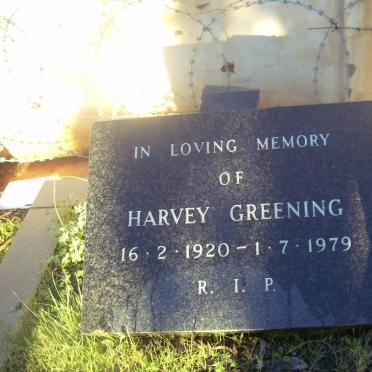 IN LOVING MEMORY
OF
HARVEY GREENING
16·2·1920-1·7·1979
R. I. P.